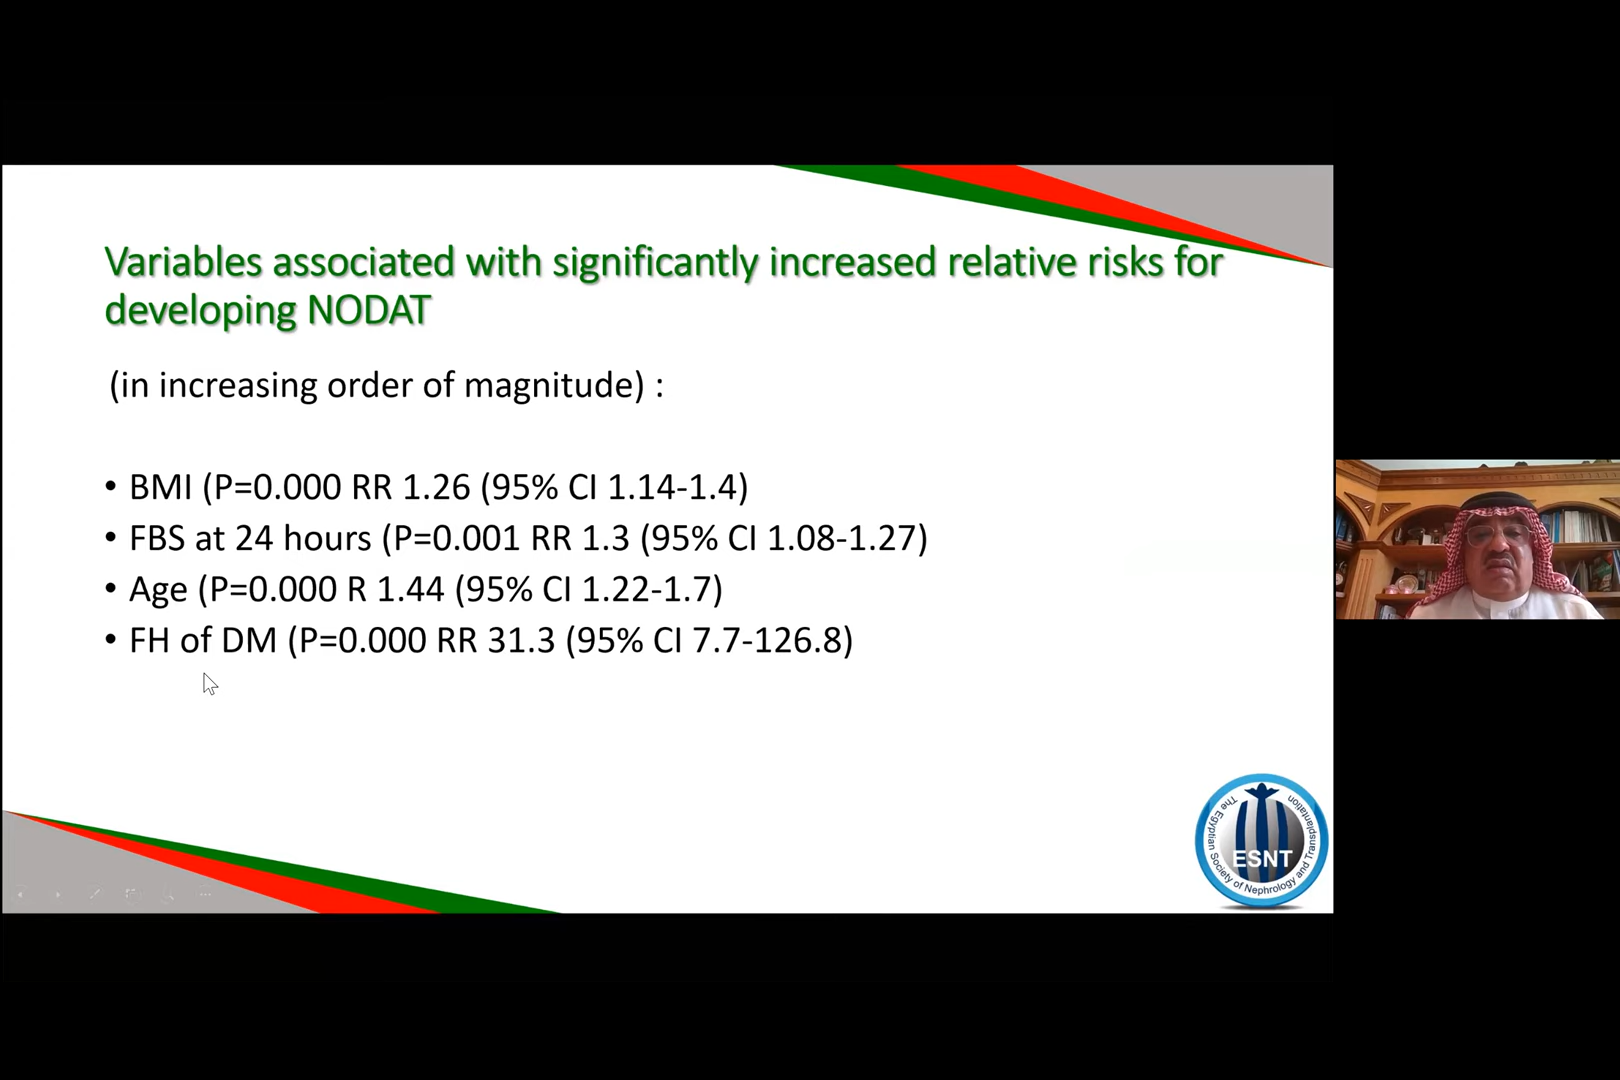 Variables associated with significantly increased relative risks for
developing NODAT
(in increasing order of magnitude) :
• BMI (P=0.000 RR 1.26 (95% CI 1.14-1.4)
• FBS at 24 hours (P=0.001 RR 1.3 (95% CI 1.08-1.27)
• Age (P=0.000 R 1.44 (95% CI 1.22-1.7)
• FH of DM (P=0.000 RR 31.3 (95% CI 7.7-126.8)
The Egyptian Society of Nephrology and Transplantation
ESNT